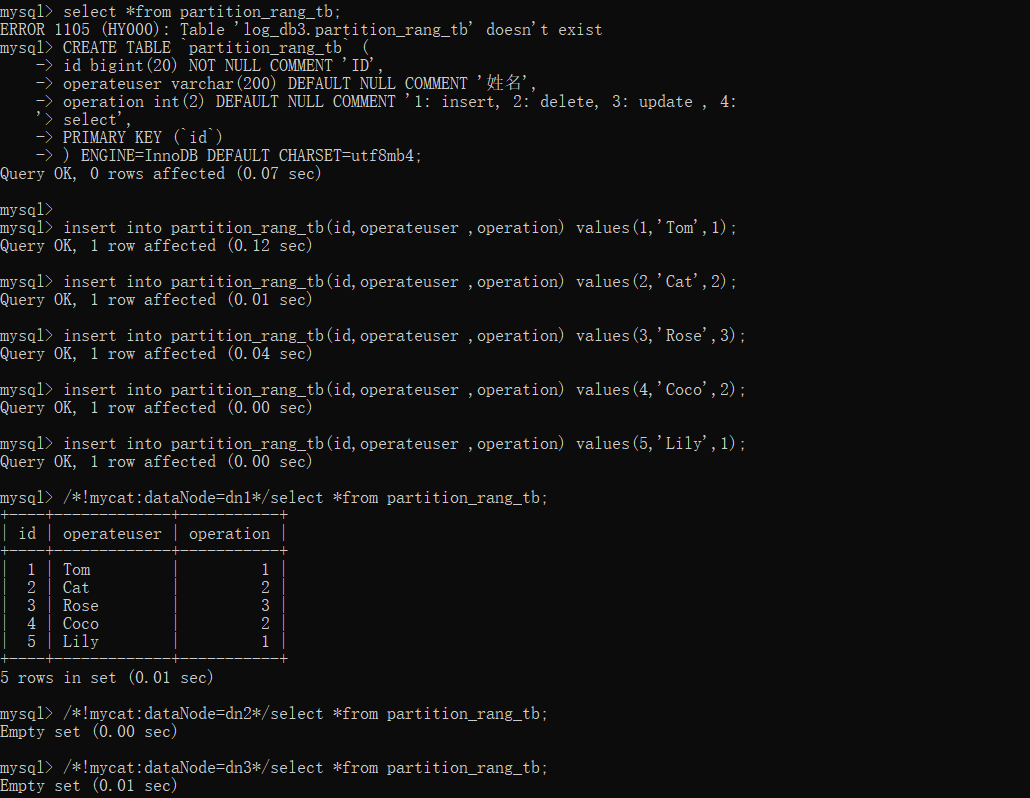 mysql> select *from partition_rang_tb;
ERROR 1105 (HY000): Table 'log_db3.partition_rang_tb' doesn't exist
mysql> CREATE TABLE `partition_rang_tb` (
    -> id bigint(20) NOT NULL COMMENT 'ID',
    -> operateuser varchar(200) DEFAULT NULL COMMENT '姓名',
    -> operation int(2) DEFAULT NULL COMMENT '1: insert, 2: delete, 3: update , 4:
    '> select',
    -> PRIMARY KEY (`id`)
    -> ) ENGINE=InnoDB DEFAULT CHARSET=utf8mb4;
Query OK, 0 rows affected (0.07 sec)

mysql>
mysql> insert into partition_rang_tb(id,operateuser ,operation) values(1,'Tom',1);
Query OK, 1 row affected (0.12 sec)

mysql> insert into partition_rang_tb(id,operateuser ,operation) values(2,'Cat',2);
Query OK, 1 row affected (0.01 sec)

mysql> insert into partition_rang_tb(id,operateuser ,operation) values(3,'Rose',3);
Query OK, 1 row affected (0.04 sec)

mysql> insert into partition_rang_tb(id,operateuser ,operation) values(4,'Coco',2);
Query OK, 1 row affected (0.00 sec)

mysql> insert into partition_rang_tb(id,operateuser ,operation) values(5,'Lily',1);
Query OK, 1 row affected (0.00 sec)

mysql> /*!mycat:dataNode=dn1*/select *from partition_rang_tb;
+----+-------------+-----------+
| id | operateuser | operation |
+----+-------------+-----------+
|  1 | Tom         |         1 |
|  2 | Cat         |         2 |
|  3 | Rose        |         3 |
|  4 | Coco        |         2 |
|  5 | Lily        |         1 |
+----+-------------+-----------+
5 rows in set (0.01 sec)

mysql> /*!mycat:dataNode=dn2*/select *from partition_rang_tb;
Empty set (0.00 sec)

mysql> /*!mycat:dataNode=dn3*/select *from partition_rang_tb;
Empty set (0.01 sec)